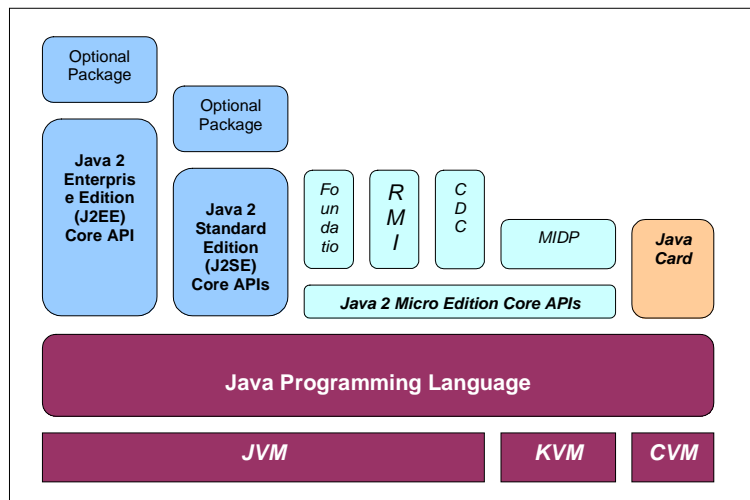 Optional
Package
Optional
Package
Java 2
Enterpris
e Edition
(J2EE)
Core API
Java 2
Standard
Edition
(J2SE)
Core APIs
Fo
un
da
tio
R
M
I
C
D
C
MIDP
Java
Card
Java 2 Micro Edition Core APIs
Java Programming Language
JVM
KVM
CVM